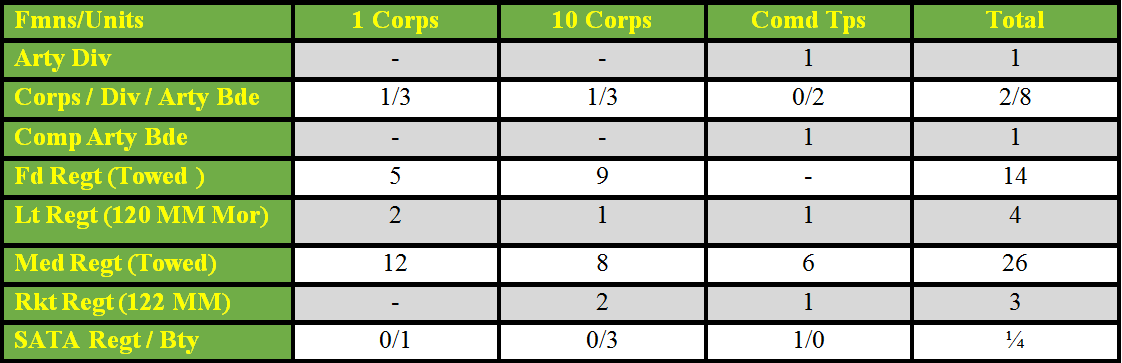 Fmns/Units 1 Corps 10 Corps Comd Tps Total
Arty Div - - 1 1
Corps / Div / Arty Bde 1/3 1/3 0/2 2/8
Comp Arty Bde - - 1 1
Fd Regt (Towed ) 5 9 - 14
Lt Regt (120 MM Mor) 2 1 1 4
Med Regt (Towed) 12 8 6 26
Rkt Regt (122 MM) - 2 1 3
SATA Regt / Bty 0/1 0/3 1/0 ¼